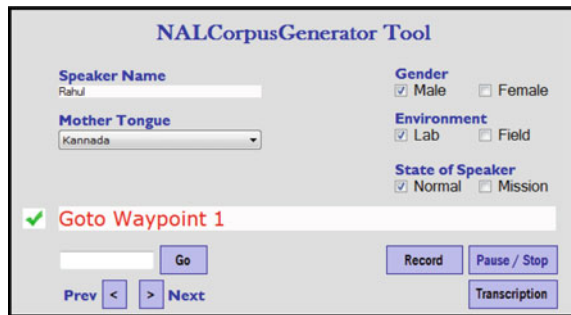 NALCorpusGenerator Tool
Speaker Name
Rahul
Mother Tongue
Kannada
Gender
Male Female
Environment
Lab Field
State of Speaker
Normal Mission
Goto Waypoint 1
Go
Record Pause / Stop
Prev < > Next
Transcription